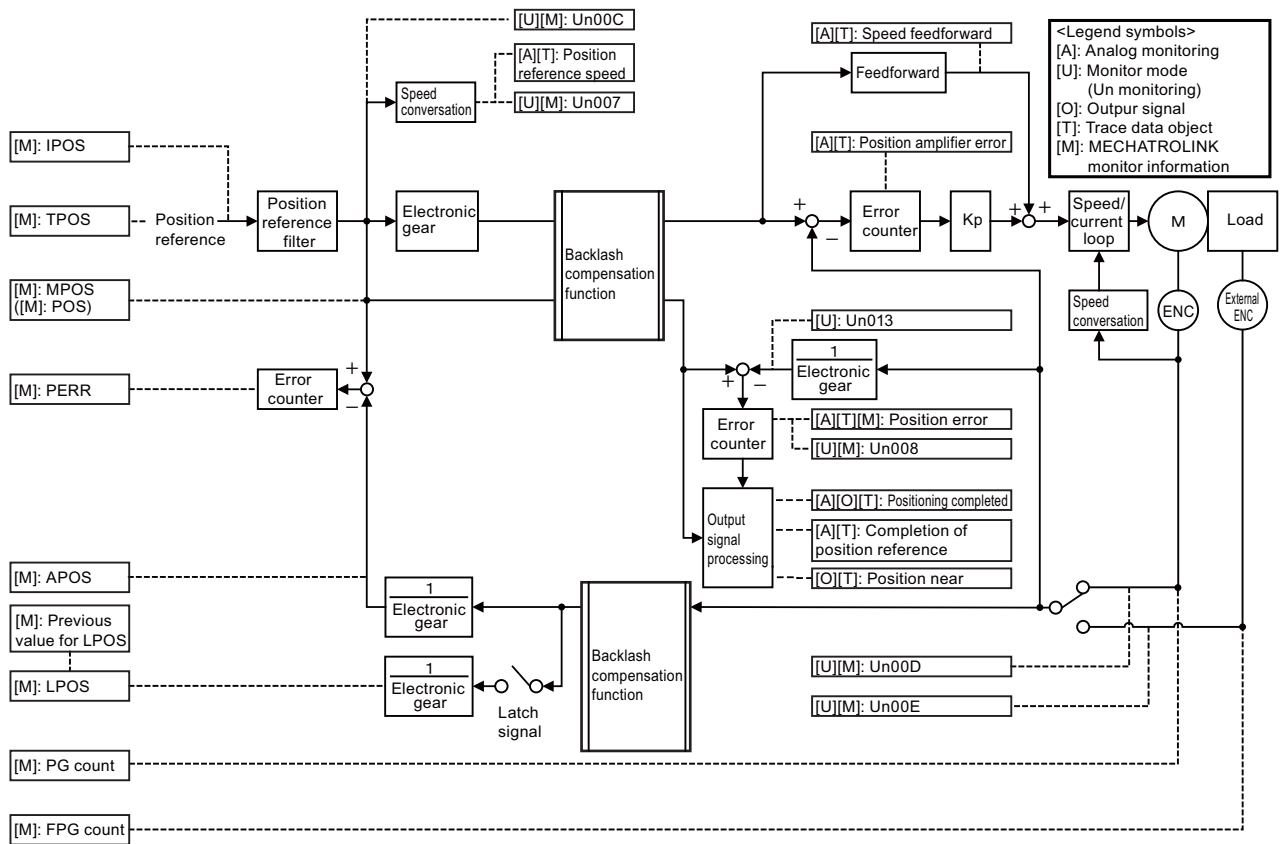 [U][M]: Un00C
[A][T]: Position
reference speed
[U][M]: Un007
Speed
conversation
[A][T]: Speed feedforward
Feedforward
<Legend symbols>
[A]: Analog monitoring
[U]: Monitor mode
(Un monitoring)
[O]: Outpur signal
[T]: Trace data object
[M]: MECHATROLINK
monitor information
[M]: IPOS
[M]: TPOS
Position
reference
Position
reference
filter
Electronic
gear
Backlash
compensation
function
[A][T]: Position amplifier error
+
−
Error
counter
Kp
+
+
Speed/
current
loop
M
Load
[M]: MPOS
([M]: POS)
Speed
conversation
ENC
External
ENC
[U]: Un013
1
Electronic
gear
+
−
[M]: PERR
Error
counter
+
−
Error
counter
[A][T][M]: Position error
[U][M]: Un008
Output
signal
processing
[A][O][T]: Positioning completed
[A][T]: Completion of
position reference
[O][T]: Position near
[M]: APOS
1
Electronic
gear
[M]: Previous
value for LPOS
[M]: LPOS
1
Electronic
gear
Latch
signal
Backlash
compensation
function
[U][M]: Un00D
[U][M]: Un00E
[M]: PG count
[M]: FPG count